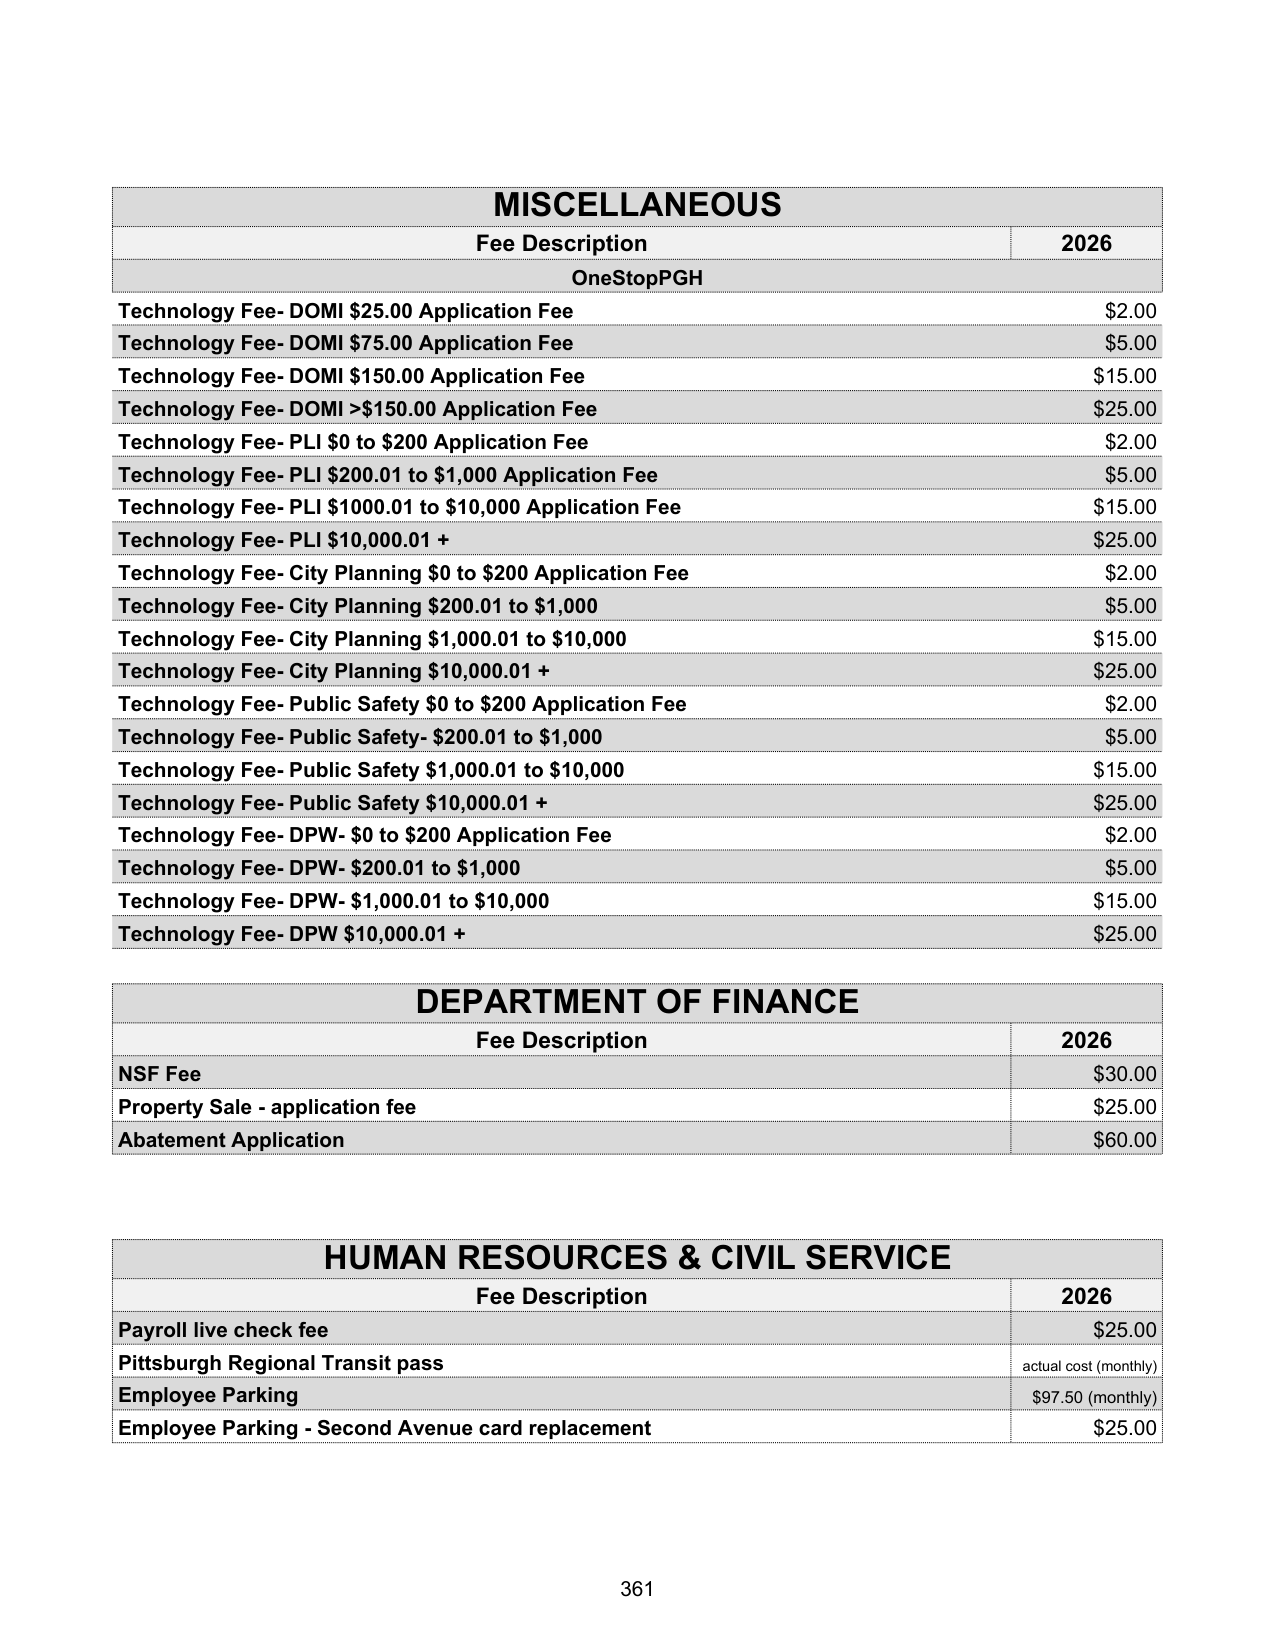 MISCELLANEOUS
Fee Description 2026
OneStopPGH
Technology Fee- DOMI $25.00 Application Fee $2.00
Technology Fee- DOMI $75.00 Application Fee $5.00
Technology Fee- DOMI $150.00 Application Fee $15.00
Technology Fee- DOMI >$150.00 Application Fee $25.00
Technology Fee- PLI $0 to $200 Application Fee $2.00
Technology Fee- PLI $200.01 to $1,000 Application Fee $5.00
Technology Fee- PLI $1000.01 to $10,000 Application Fee $15.00
Technology Fee- PLI $10,000.01 + $25.00
Technology Fee- City Planning $0 to $200 Application Fee $2.00
Technology Fee- City Planning $200.01 to $1,000 $5.00
Technology Fee- City Planning $1,000.01 to $10,000 $15.00
Technology Fee- City Planning $10,000.01 + $25.00
Technology Fee- Public Safety $0 to $200 Application Fee $2.00
Technology Fee- Public Safety- $200.01 to $1,000 $5.00
Technology Fee- Public Safety $1,000.01 to $10,000 $15.00
Technology Fee- Public Safety $10,000.01 + $25.00
Technology Fee- DPW- $0 to $200 Application Fee $2.00
Technology Fee- DPW- $200.01 to $1,000 $5.00
Technology Fee- DPW- $1,000.01 to $10,000 $15.00
Technology Fee- DPW $10,000.01 + $25.00
DEPARTMENT OF FINANCE
Fee Description 2026
NSF Fee $30.00
Property Sale - application fee $25.00
Abatement Application $60.00
HUMAN RESOURCES & CIVIL SERVICE
Fee Description 2026
Payroll live check fee $25.00
Pittsburgh Regional Transit pass actual cost (monthly)
Employee Parking $97.50 (monthly)
Employee Parking - Second Avenue card replacement $25.00
361